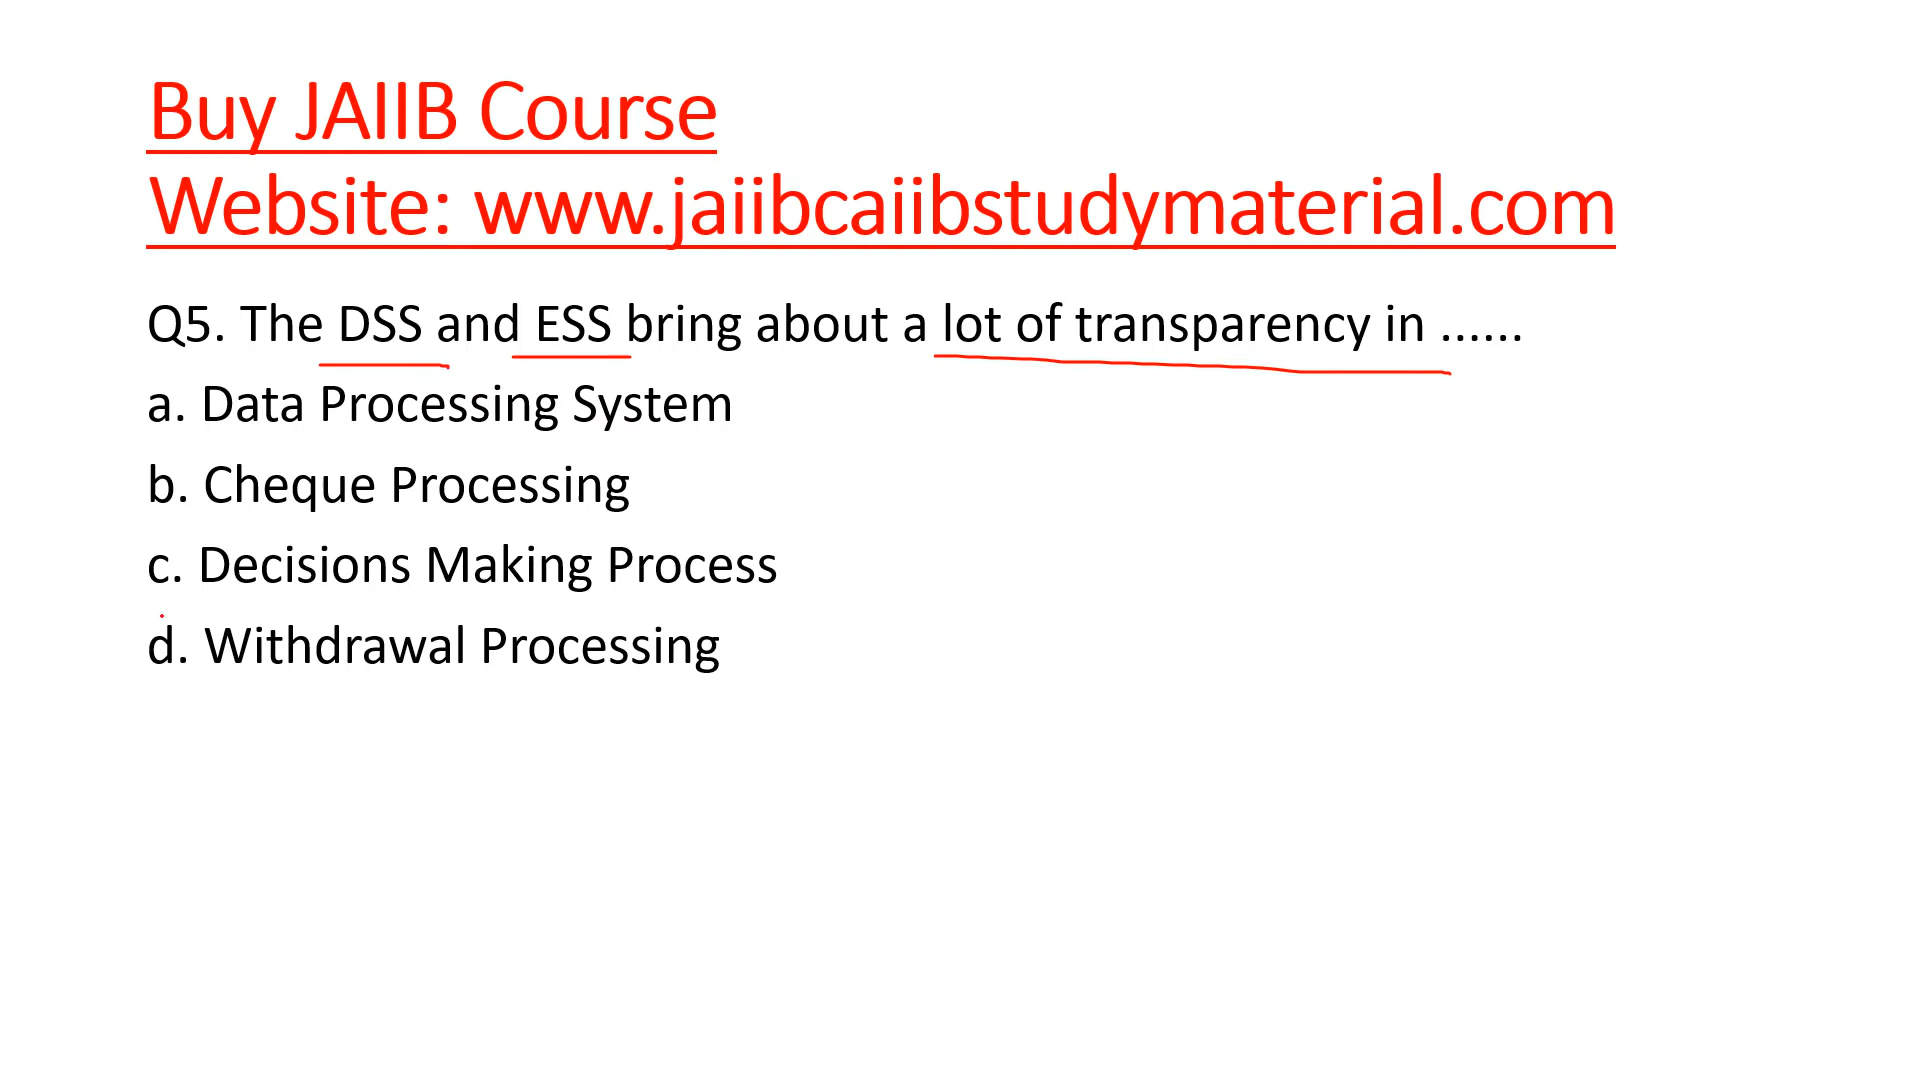 Buy JAIIB Course
Website: www.jaiibcaiibstudymaterial.com
Q5. The DSS and ESS bring about a lot of transparency in ......
a. Data Processing System
b. Cheque Processing
c. Decisions Making Process
d. Withdrawal Processing